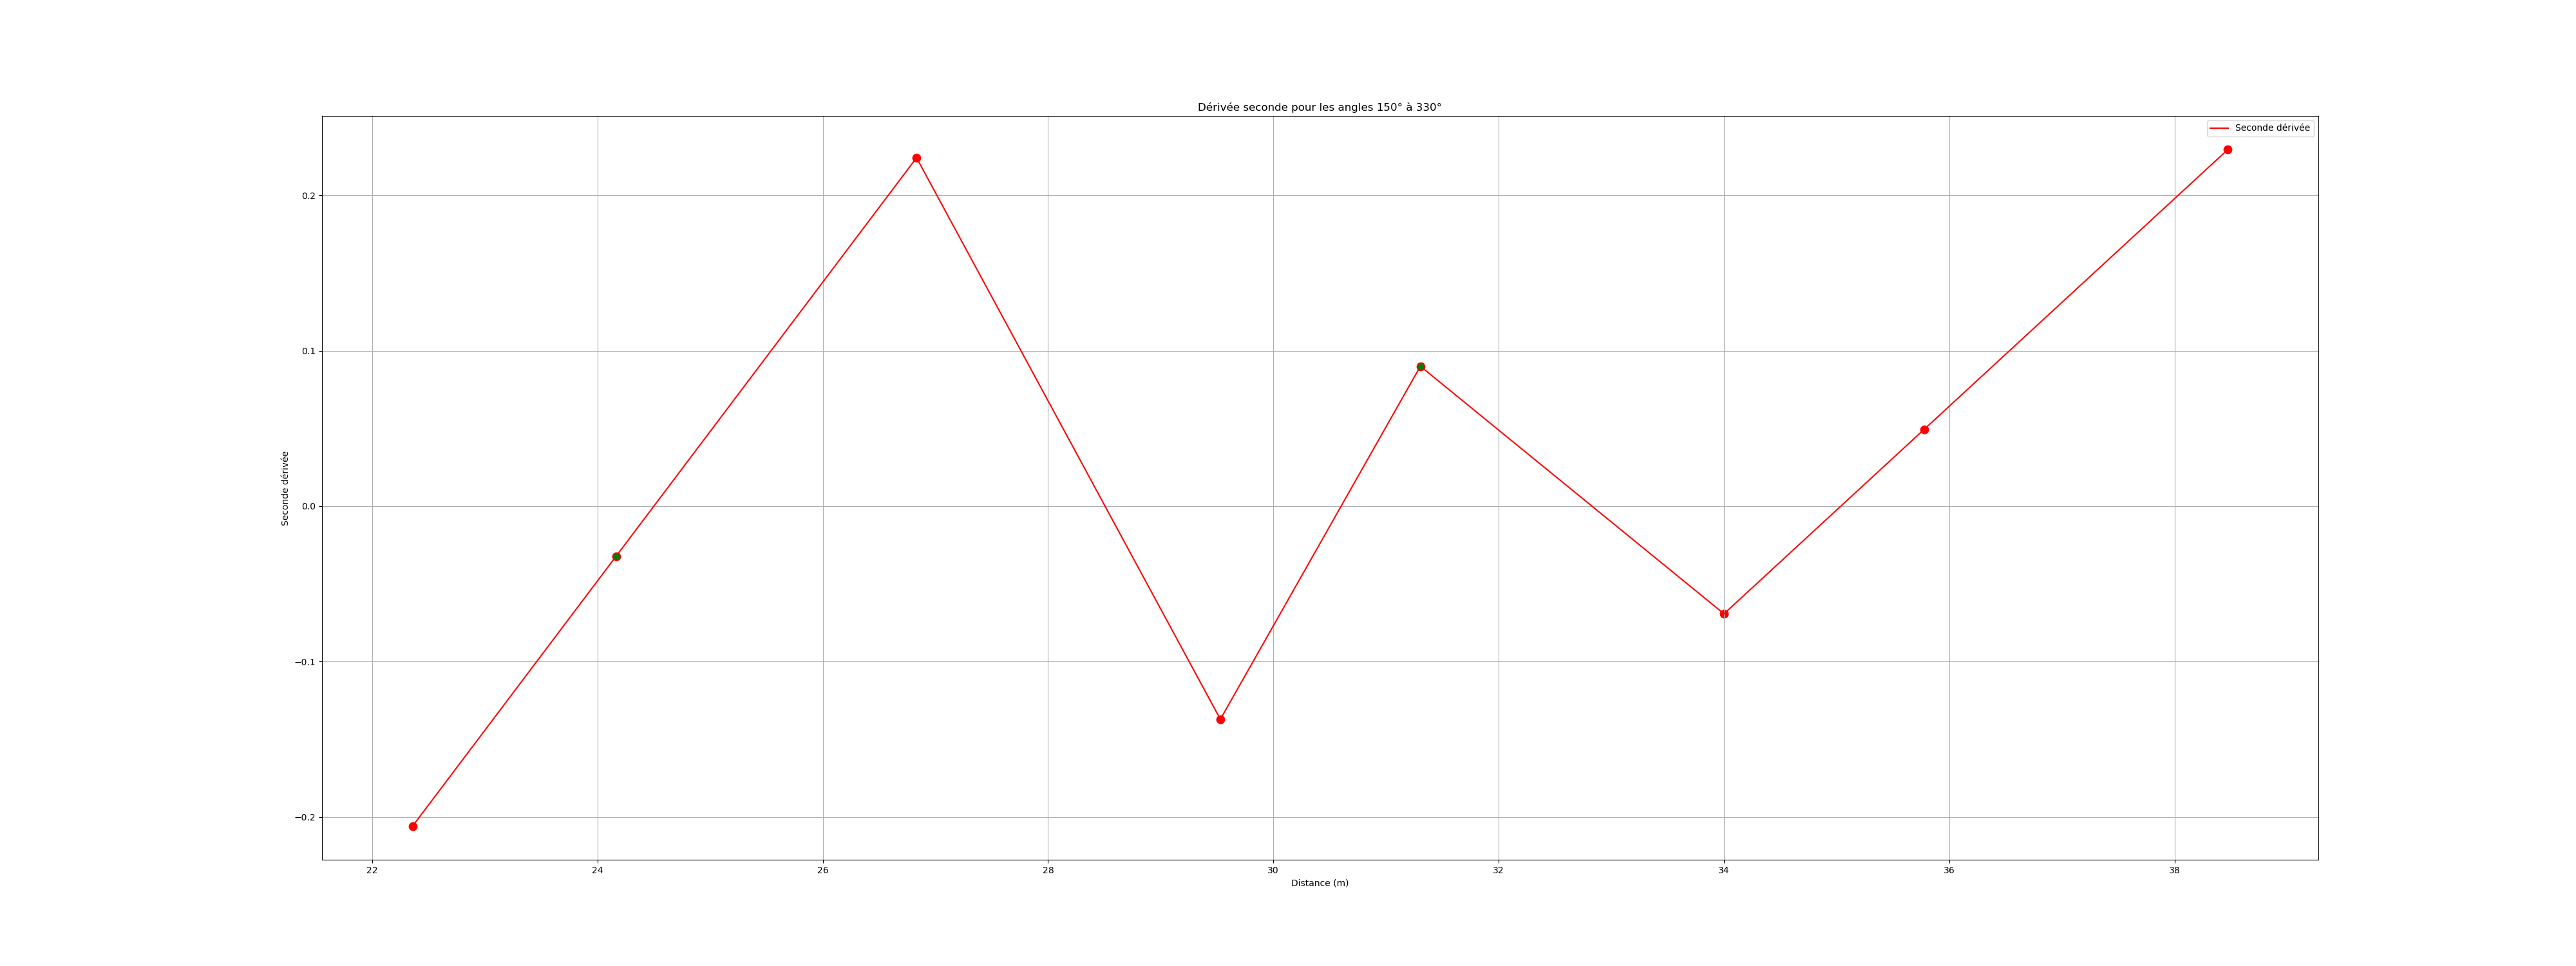 Dérivée seconde pour les angles 150° à 330°
Seconde dérivée
Seconde dérivée
0.2
0.1
0.0
−0.1
−0.2
22 24 26 28 30 32 34 36 38
Distance (m)